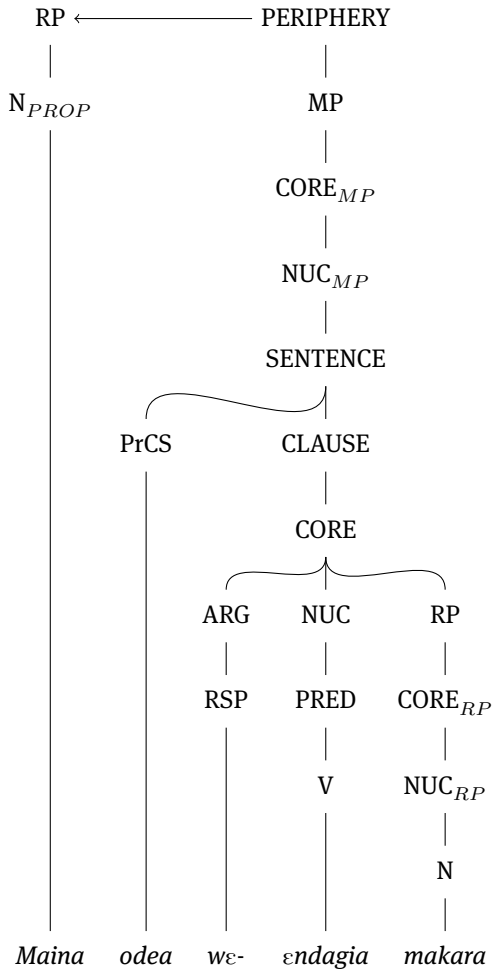 RP PERIPHERY
N_PROP MP
CORE_MP
NUC_MP
SENTENCE
PrCS CLAUSE
CORE
ARG NUC RP
RSP PRED CORE_RP
V NUC_RP
N
Maina odea wɛ- ɛndagia makara